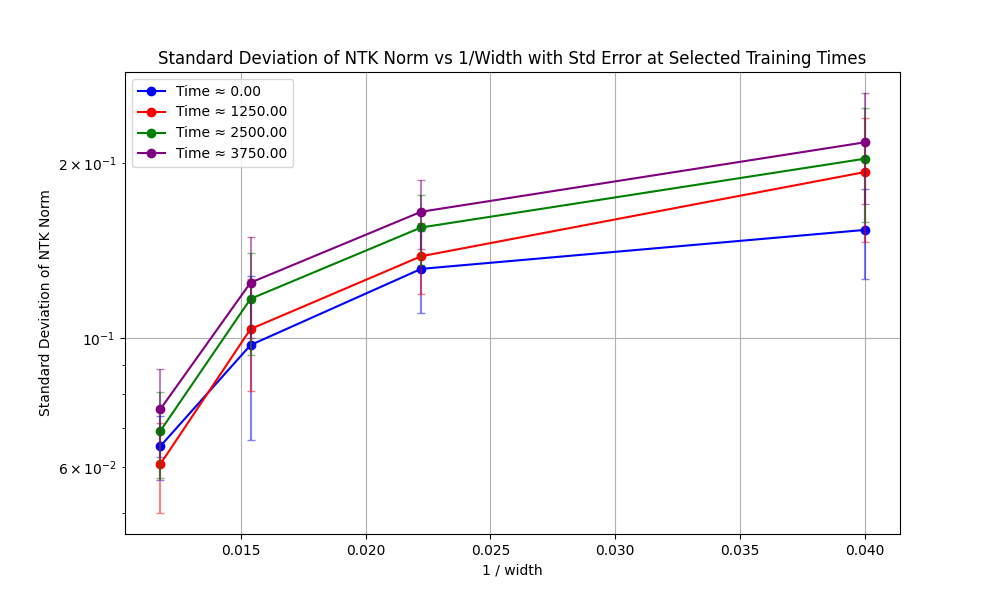 Standard Deviation of NTK Norm vs 1/Width with Std Error at Selected Training Times
Time ≈ 0.00
Time ≈ 1250.00
Time ≈ 2500.00
Time ≈ 3750.00
Standard Deviation of NTK Norm
2 × 10⁻¹
10⁻¹
6 × 10⁻²
0.015 0.020 0.025 0.030 0.035 0.040
1 / width